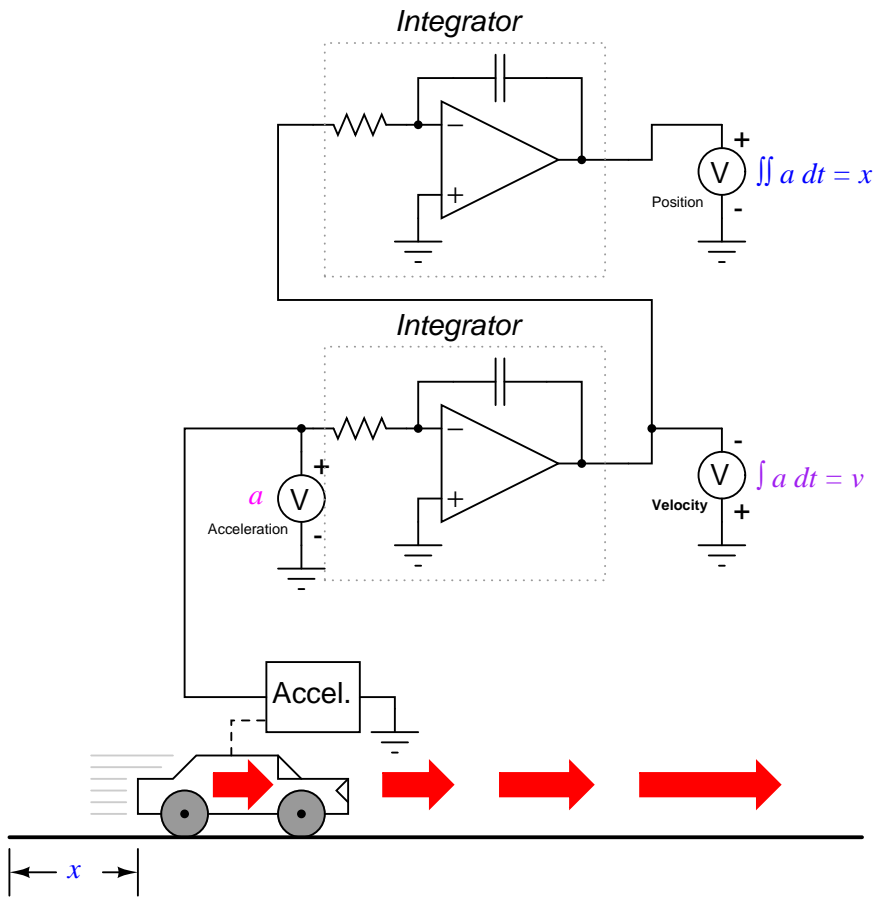 Integrator
−
+
+
V
Position
-
∫∫ a dt = x
Integrator
−
+
a
+
V
Acceleration
-
-
V
Velocity
+
∫ a dt = v
Accel.
x